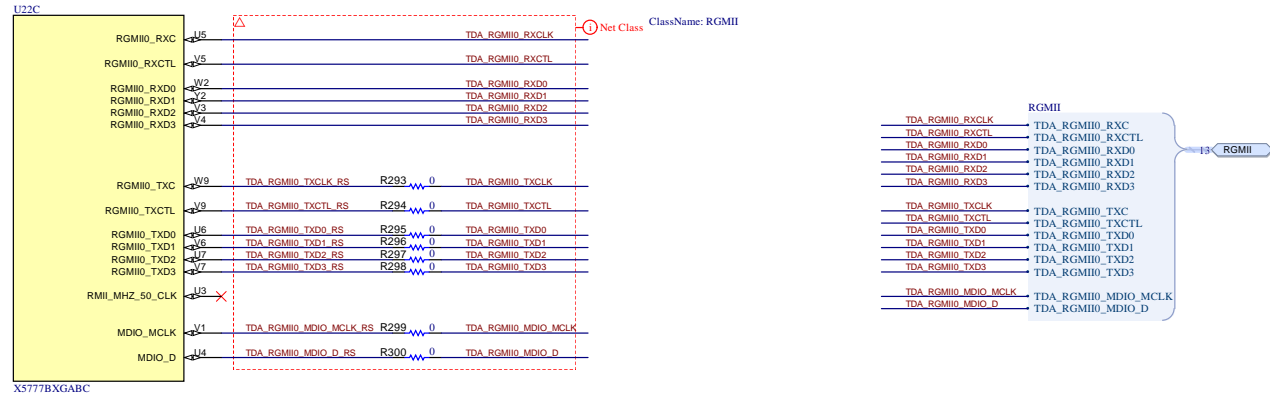 U22C
Net Class
ClassName: RGMII
RGMII0_RXC U5 TDA_RGMII0_RXCLK
RGMII0_RXCTL V5 TDA_RGMII0_RXCTL
RGMII0_RXD0 W2 TDA_RGMII0_RXD0
RGMII0_RXD1 Y2 TDA_RGMII0_RXD1
RGMII0_RXD2 V3 TDA_RGMII0_RXD2
RGMII0_RXD3 V4 TDA_RGMII0_RXD3
RGMII0_TXC W9 TDA_RGMII0_TXCLK_RS R293 0 TDA_RGMII0_TXCLK
RGMII0_TXCTL V9 TDA_RGMII0_TXCTL_RS R294 0 TDA_RGMII0_TXCTL
RGMII0_TXD0 U6 TDA_RGMII0_TXD0_RS R295 0 TDA_RGMII0_TXD0
RGMII0_TXD1 V6 TDA_RGMII0_TXD1_RS R296 0 TDA_RGMII0_TXD1
RGMII0_TXD2 U7 TDA_RGMII0_TXD2_RS R297 0 TDA_RGMII0_TXD2
RGMII0_TXD3 V7 TDA_RGMII0_TXD3_RS R298 0 TDA_RGMII0_TXD3
RMII_MHZ_50_CLK U3
MDIO_MCLK V1 TDA_RGMII0_MDIO_MCLK_RS R299 0 TDA_RGMII0_MDIO_MCLK
MDIO_D U4 TDA_RGMII0_MDIO_D_RS R300 0 TDA_RGMII0_MDIO_D
X5777BXGABC
RGMII
TDA_RGMII0_RXCLK TDA_RGMII0_RXC
TDA_RGMII0_RXCTL TDA_RGMII0_RXCTL
TDA_RGMII0_RXD0 TDA_RGMII0_RXD0
13 RGMII
TDA_RGMII0_RXD1 TDA_RGMII0_RXD1
TDA_RGMII0_RXD2 TDA_RGMII0_RXD2
TDA_RGMII0_RXD3 TDA_RGMII0_RXD3
TDA_RGMII0_TXCLK TDA_RGMII0_TXC
TDA_RGMII0_TXCTL TDA_RGMII0_TXCTL
TDA_RGMII0_TXD0 TDA_RGMII0_TXD0
TDA_RGMII0_TXD1 TDA_RGMII0_TXD1
TDA_RGMII0_TXD2 TDA_RGMII0_TXD2
TDA_RGMII0_TXD3 TDA_RGMII0_TXD3
TDA_RGMII0_MDIO_MCLK TDA_RGMII0_MDIO_MCLK
TDA_RGMII0_MDIO_D TDA_RGMII0_MDIO_D